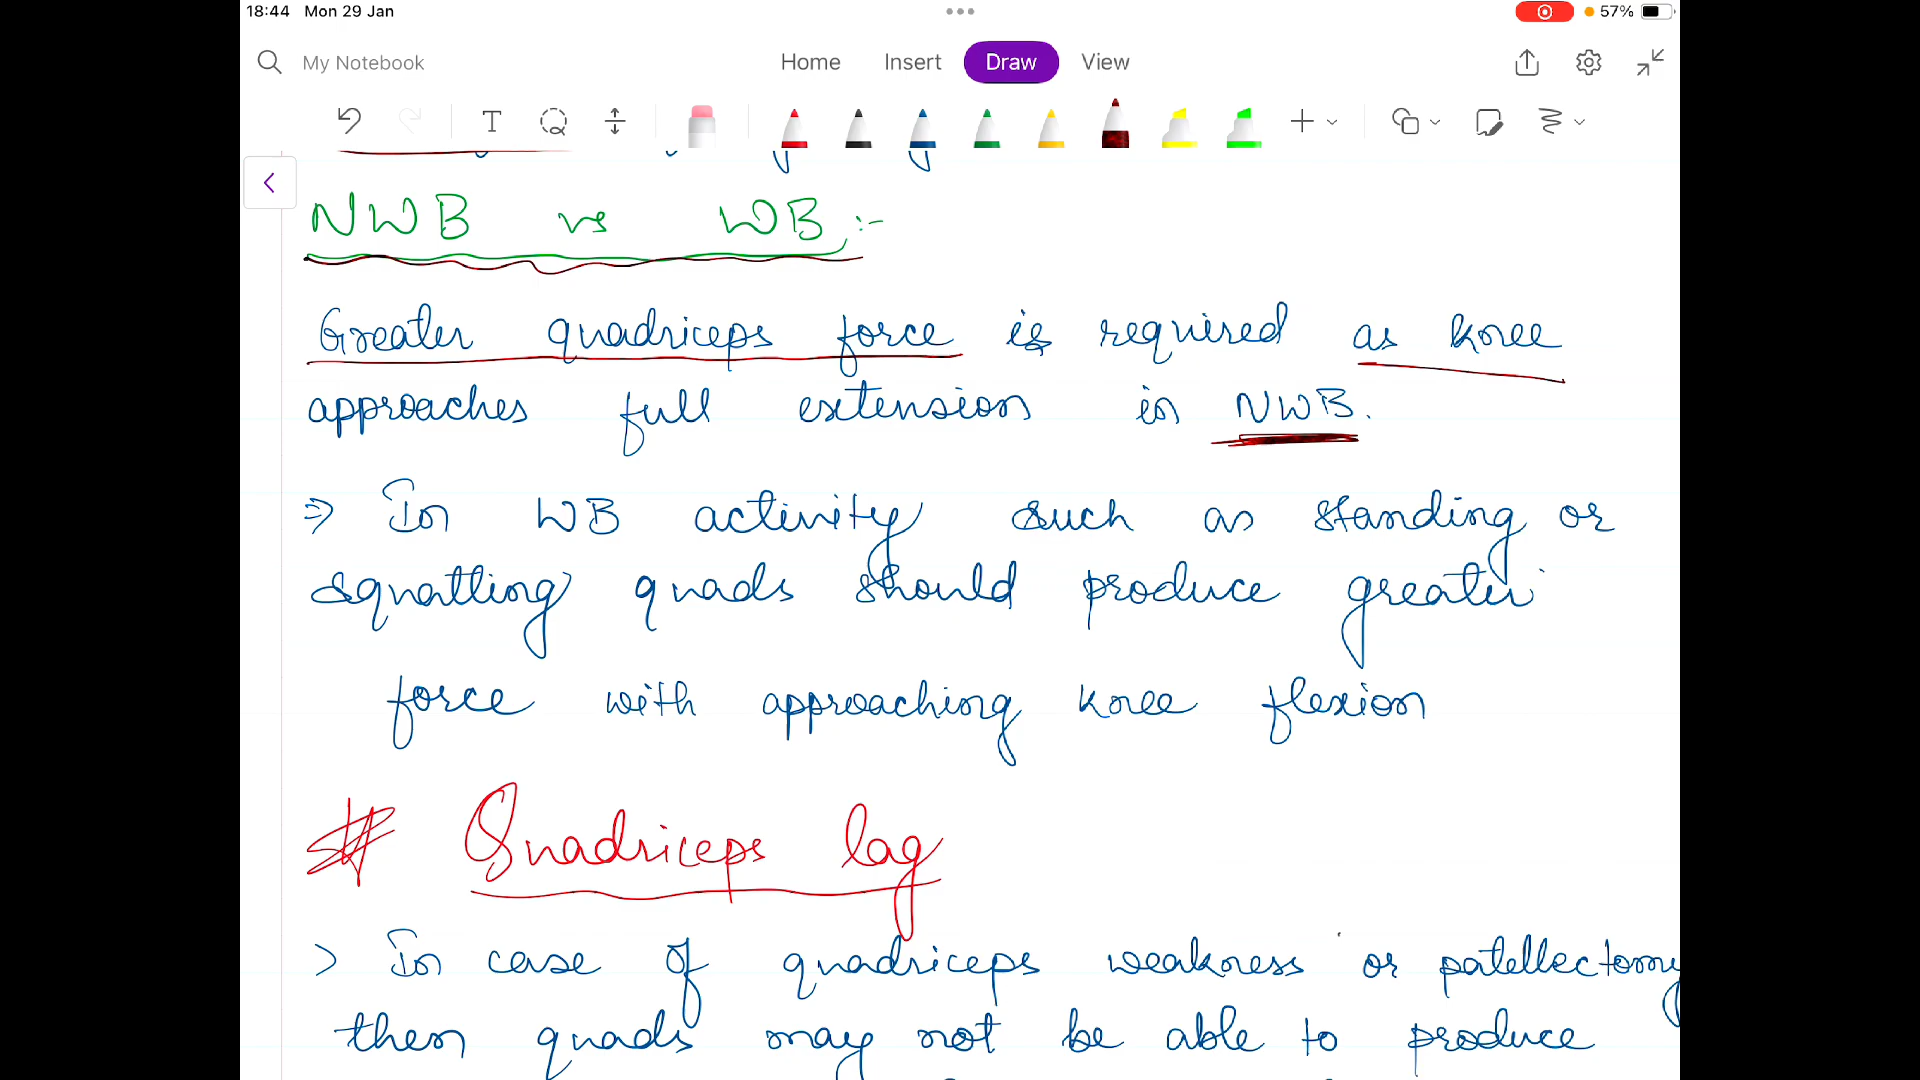 18:44 Mon 29 Jan
57%
My Notebook
Home Insert Draw View
T
NWB vs WB :-
Greater quadriceps force is required as knee
approaches full extension in NWB.
⇒ In WB activity such as standing or
squatting quads should produce greater
force with approaching knee flexion
# Quadriceps lag
> In case of quadriceps weakness or patellectomy
then quads may not be able to produce